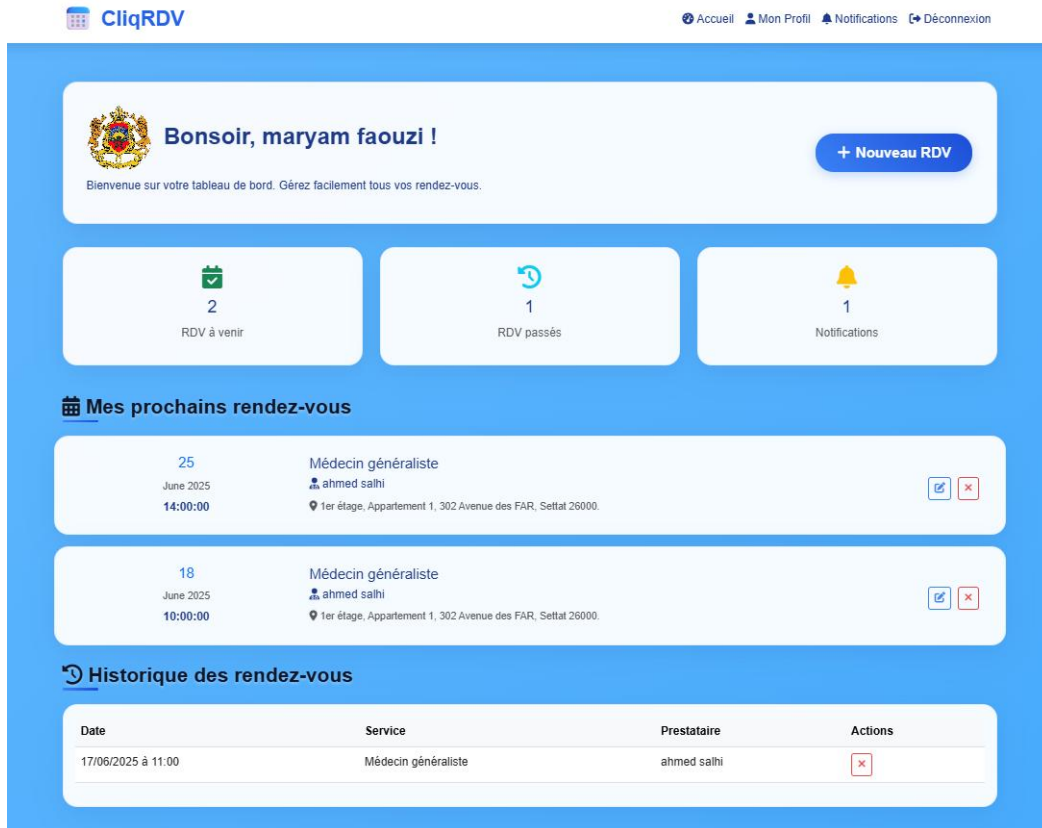 CliqRDV
Accueil Mon Profil Notifications Déconnexion
Bonsoir, maryam faouzi !
+ Nouveau RDV
Bienvenue sur votre tableau de bord. Gérez facilement tous vos rendez-vous.
2
RDV à venir
1
RDV passés
1
Notifications
Mes prochains rendez-vous
25
June 2025
14:00:00
Médecin généraliste
ahmed salhi
1er étage, Appartement 1, 302 Avenue des FAR, Settat 26000.
18
June 2025
10:00:00
Médecin généraliste
ahmed salhi
1er étage, Appartement 1, 302 Avenue des FAR, Settat 26000.
Historique des rendez-vous
Date Service Prestataire Actions
17/06/2025 à 11:00 Médecin généraliste ahmed salhi